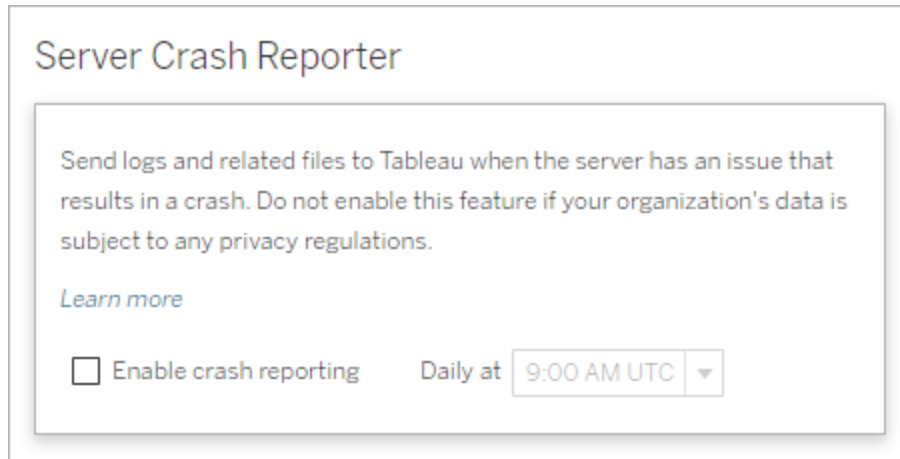 Server Crash Reporter
Send logs and related files to Tableau when the server has an issue that
results in a crash. Do not enable this feature if your organization's data is
subject to any privacy regulations.
Learn more
Enable crash reporting Daily at 9:00 AM UTC